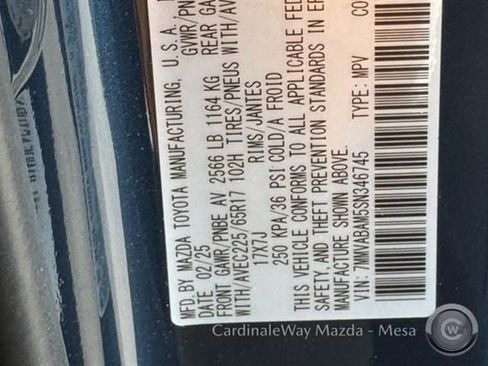 MFD. BY MAZDA TOYOTA MANUFACTURING, U.S.A.
DATE: 02/25 GVWR/PN
FRONT GAWR/PNBE AV 2566 LB 1164 KG REAR GA
WITH/AVEC225/65R17 102H TIRES/PNEUS WITH/AV
17X7J RIMS/JANTES
250 KPA/36 PSI COLD/A FROID
THIS VEHICLE CONFORMS TO ALL APPLICABLE FED
SAFETY, AND THEFT PREVENTION STANDARDS IN EF
MANUFACTURE SHOWN ABOVE.
VIN: 7MMVABAM5SN346745 TYPE: MPV CO
CardinaleWay Mazda - Mesa